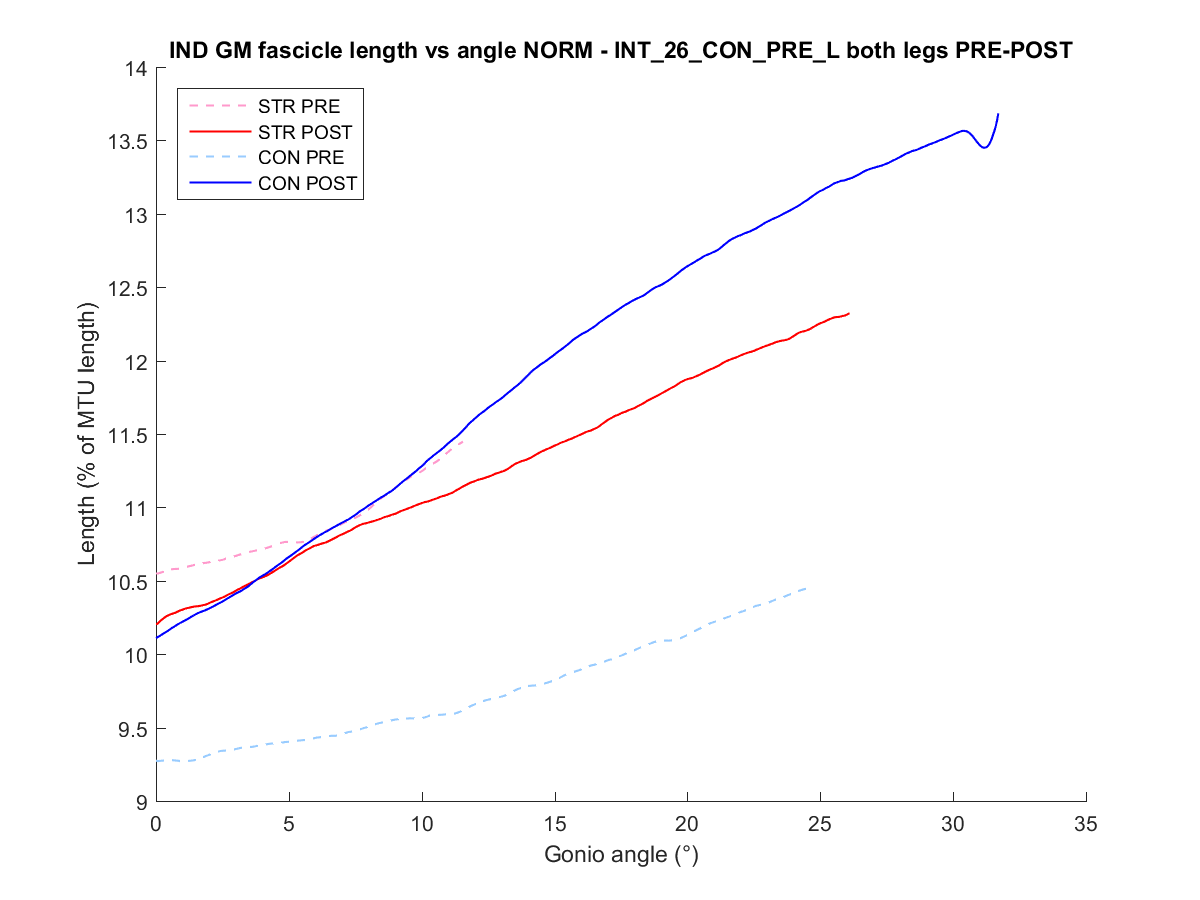 IND GM fascicle length vs angle NORM - INT_26_CON_PRE_L both legs PRE-POST
14
13.5
13
12.5
12
11.5
11
10.5
10
9.5
9
Length (% of MTU length)
STR PRE
STR POST
CON PRE
CON POST
0 5 10 15 20 25 30 35
Gonio angle (°)